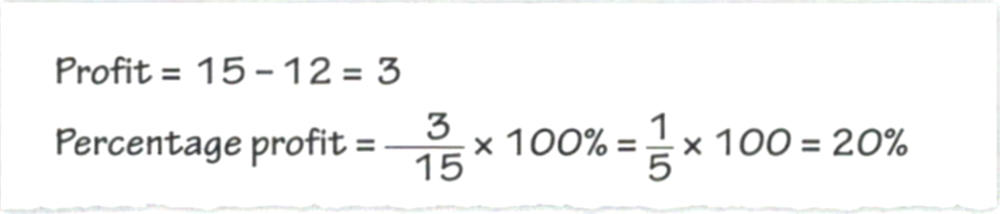 Profit = 15 – 12 = 3
Percentage profit = 3/15 × 100% = 1/5 × 100 = 20%